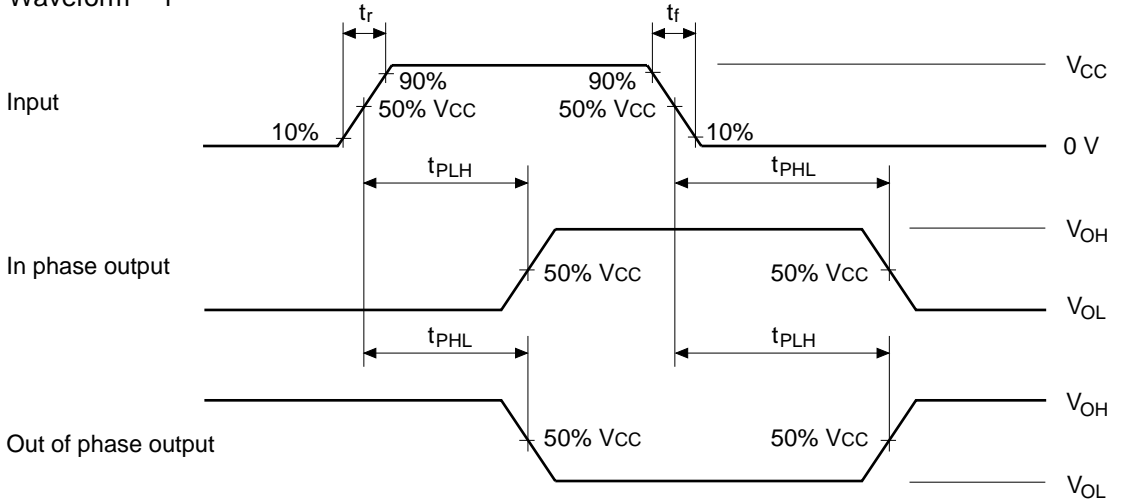 Waveform – 1
tr
tf
VCC
90%
90%
Input
50% VCC
50% VCC
10%
10%
0 V
tPLH
tPHL
VOH
In phase output
50% VCC
50% VCC
VOL
tPHL
tPLH
VOH
Out of phase output
50% VCC
50% VCC
VOL